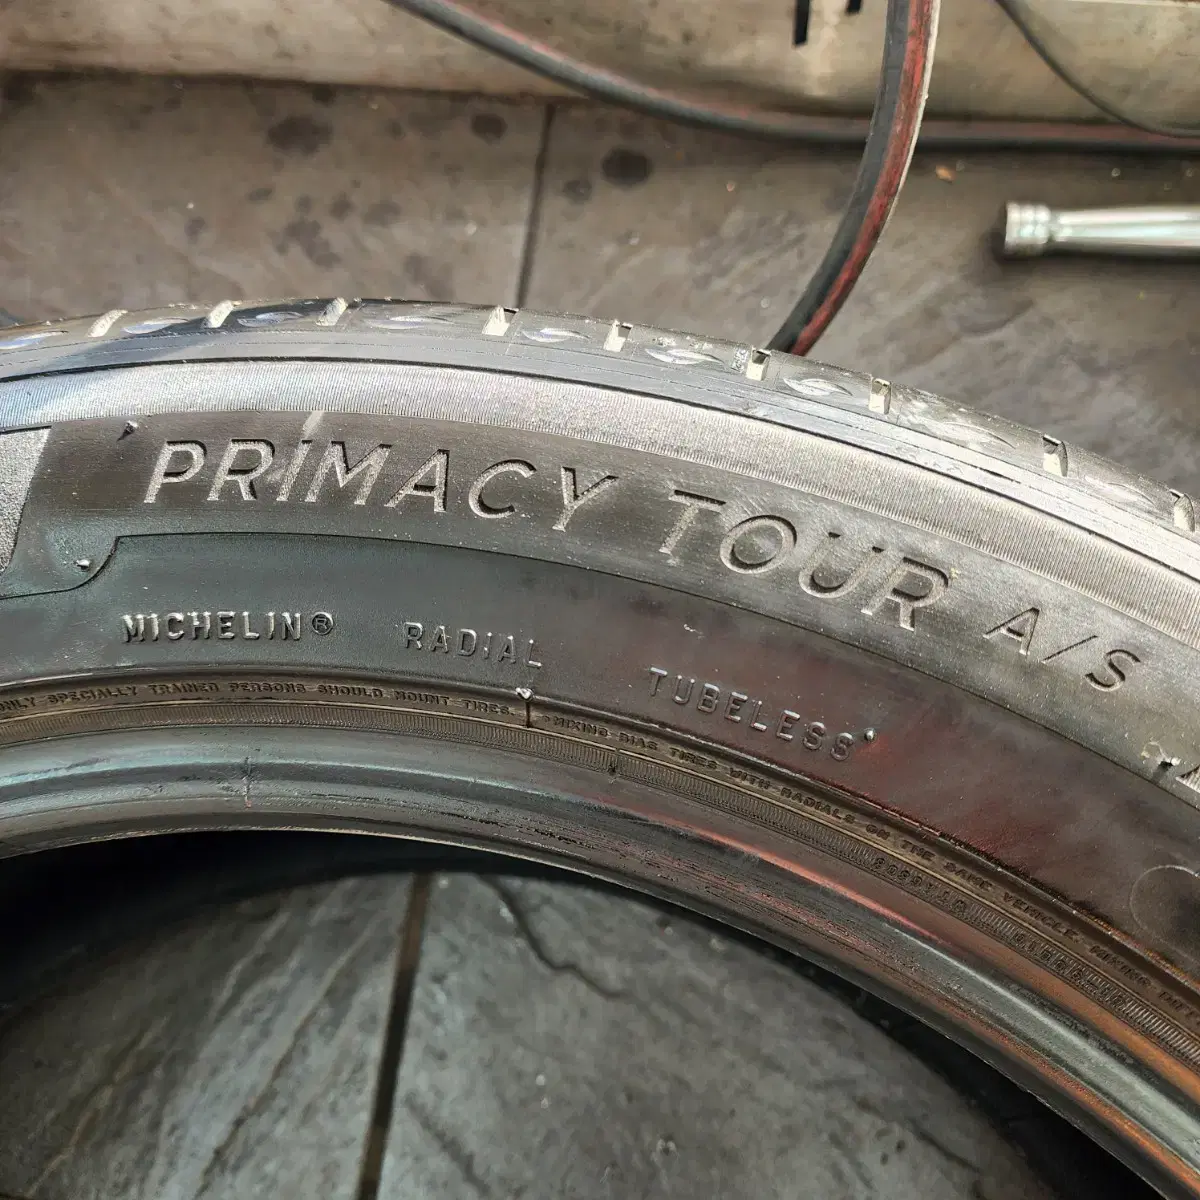 PRIMACY TOUR A/S
MICHELIN® RADIAL TUBELESS
ONLY SPECIALLY TRAINED PERSONS SHOULD MOUNT TIRES. •MIXING BIAS TIRES WITH RADIALS ON THE SAME VEHICLE. MIXING